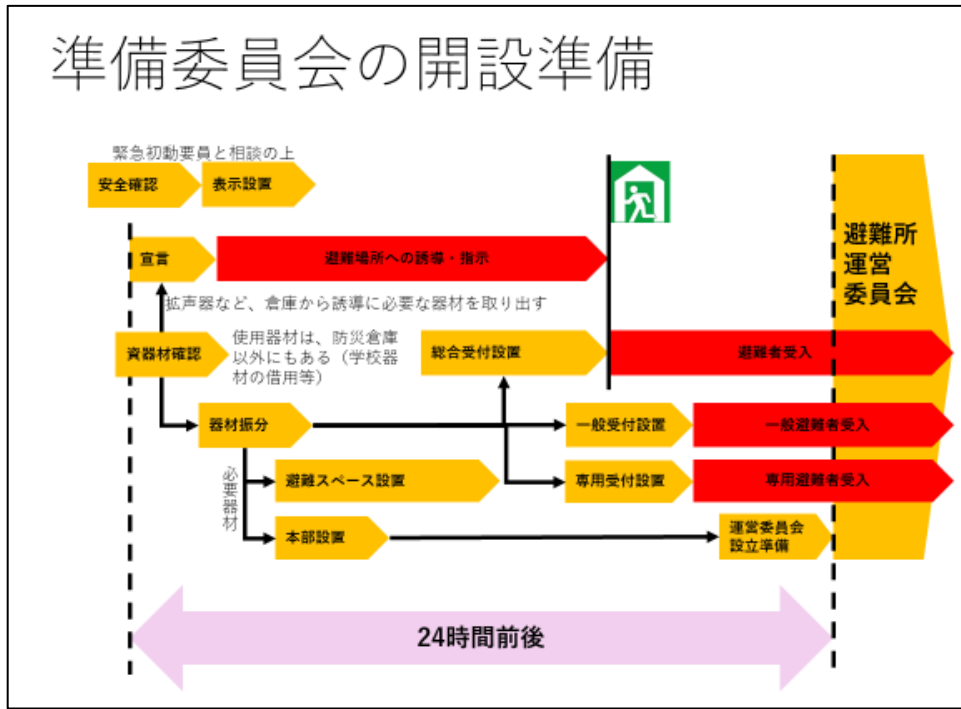 準備委員会の開設準備
緊急初動要員と相談の上
安全確認
表示設置
宣言
避難場所への誘導・指示
拡声器など、倉庫から誘導に必要な器材を取り出す
資器材確認
使用器材は、防災倉庫
以外にもある（学校器
材の借用等）
総合受付設置
避難者受入
器材振分
一般受付設置
一般避難者受入
必要器材
避難スペース設置
専用受付設置
専用避難者受入
本部設置
運営委員会
設立準備
避難所
運営
委員会
24時間前後